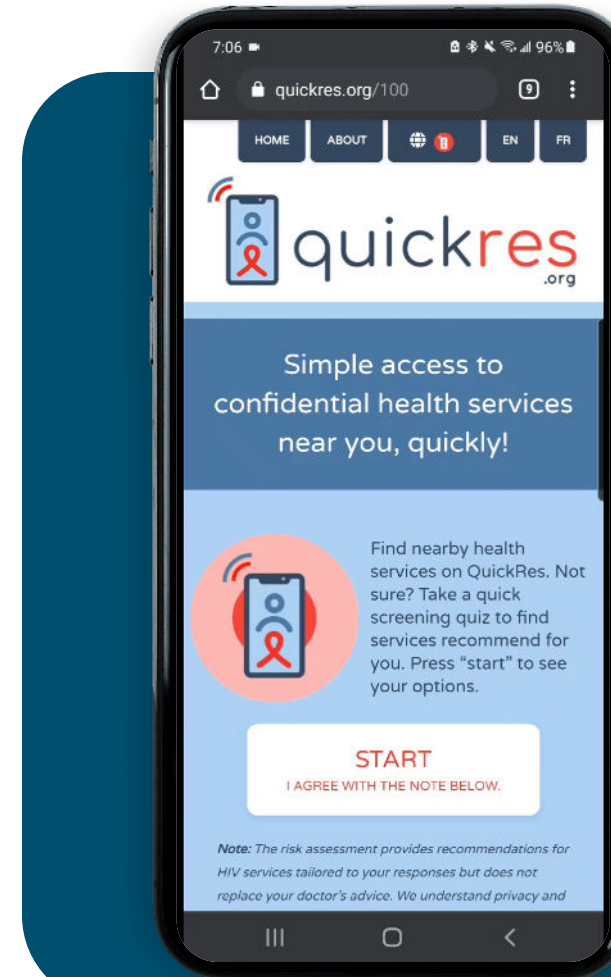 7:06 96%
quickres.org/100 9
HOME ABOUT EN FR
quickres
.org
Simple access to
confidential health services
near you, quickly!
Find nearby health
services on QuickRes. Not
sure? Take a quick
screening quiz to find
services recommend for
you. Press “start” to see
your options.
START
I AGREE WITH THE NOTE BELOW.
Note: The risk assessment provides recommendations for
HIV services tailored to your responses but does not
replace your doctor's advice. We understand privacy and